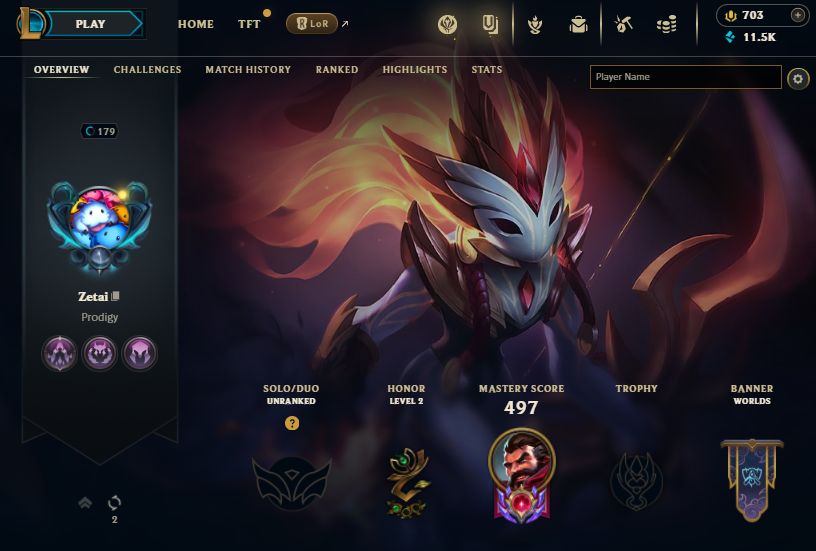 PLAY
HOME
TFT
LoR
703
11.5K
OVERVIEW
CHALLENGES
MATCH HISTORY
RANKED
HIGHLIGHTS
STATS
Player Name
179
Zetai
Prodigy
SOLO/DUO
UNRANKED
?
HONOR
LEVEL 2
MASTERY SCORE
497
TROPHY
BANNER
WORLDS
2